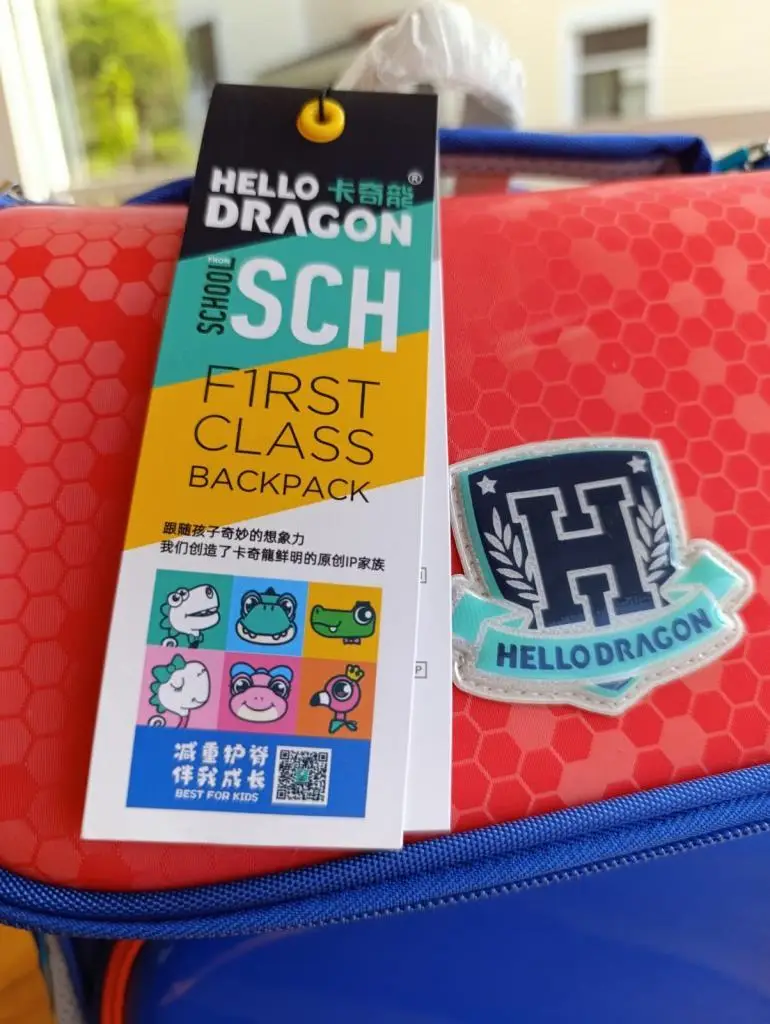 HELLO 卡奇龍®
DRAGON
SCHOOL
FROM
SCH
F1RST
CLASS
BACKPACK
跟随孩子奇妙的想象力
我们创造了卡奇龍鲜明的原创IP家族
减重护脊
伴我成长
BEST FOR KIDS
H
HELLO DRAGON
P